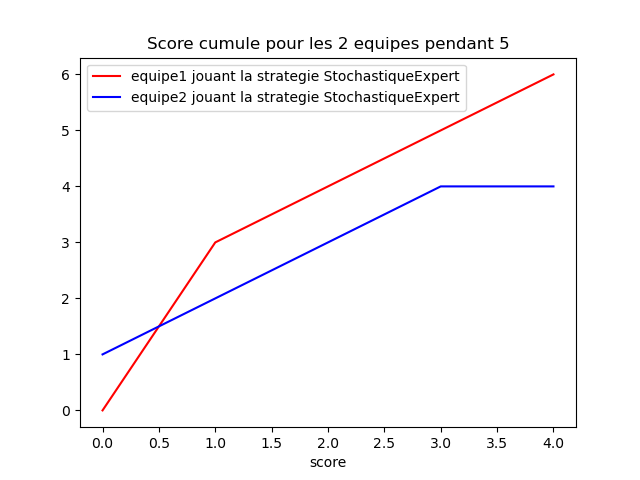 Score cumule pour les 2 equipes pendant 5
equipe1 jouant la strategie StochastiqueExpert
equipe2 jouant la strategie StochastiqueExpert
6
5
4
3
2
1
0
0.0 0.5 1.0 1.5 2.0 2.5 3.0 3.5 4.0
score